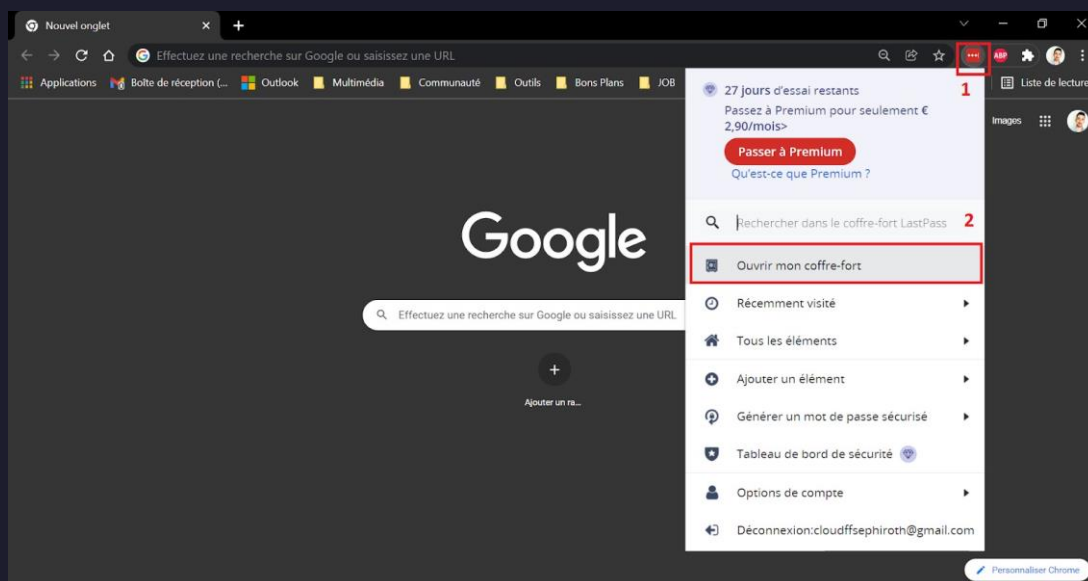 Nouvel onglet
Effectuez une recherche sur Google ou saisissez une URL
ABP
1
Applications
Boîte de réception (...
Outlook
Multimédia
Communauté
Outils
Bons Plans
JOB
Liste de lecture
27 jours d'essai restants
Passez à Premium pour seulement €
2,90/mois>
Passer à Premium
Qu'est-ce que Premium ?
Images
Rechercher dans le coffre-fort LastPass
2
Google
Effectuez une recherche sur Google ou saisissez une URL
Ajouter un ra...
Ouvrir mon coffre-fort
Récemment visité
Tous les éléments
Ajouter un élément
Générer un mot de passe sécurisé
Tableau de bord de sécurité
Options de compte
Déconnexion:cloudffsephiroth@gmail.com
Personnaliser Chrome